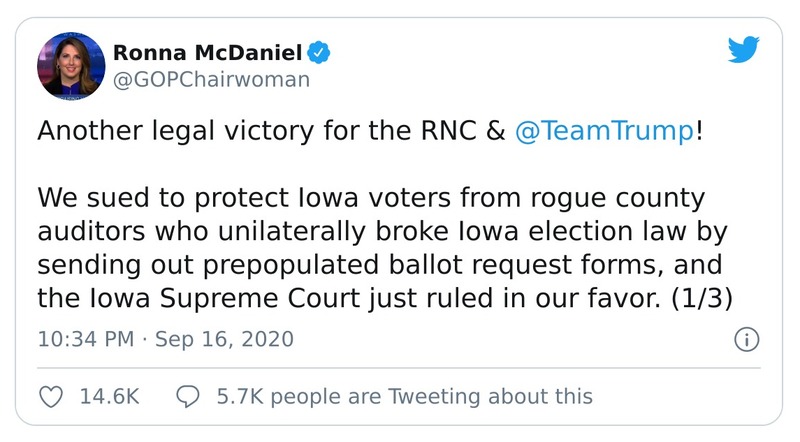 Ronna McDaniel
@GOPChairwoman
Another legal victory for the RNC & @TeamTrump!
We sued to protect Iowa voters from rogue county
auditors who unilaterally broke Iowa election law by
sending out prepopulated ballot request forms, and
the Iowa Supreme Court just ruled in our favor. (1/3)
10:34 PM · Sep 16, 2020
14.6K 5.7K people are Tweeting about this